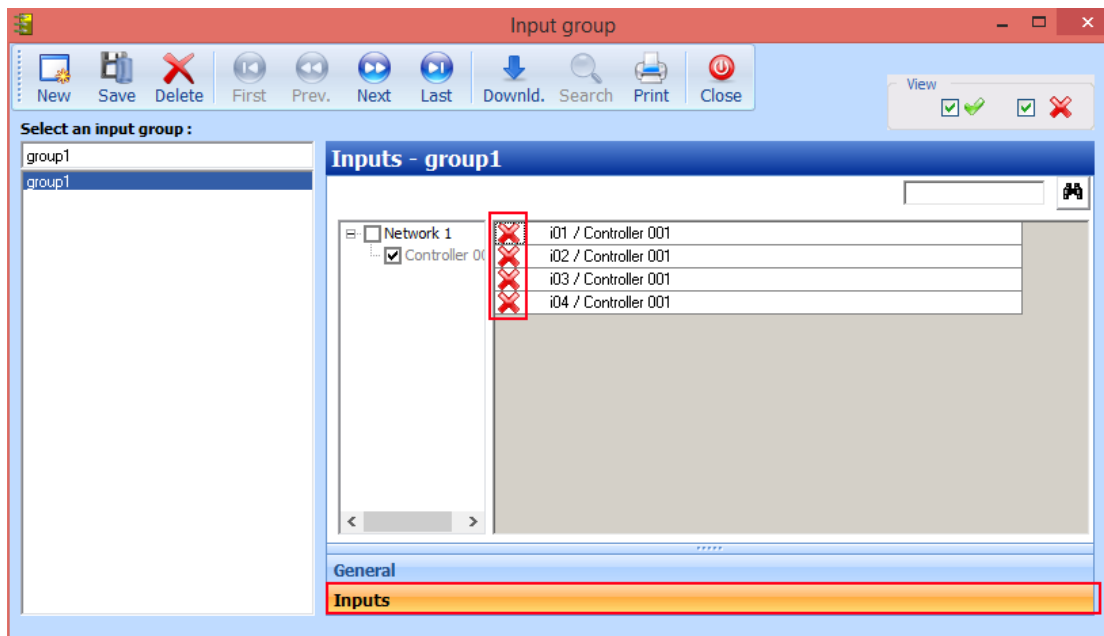 Input group
New Save Delete First Prev. Next Last Downld. Search Print Close
View
Select an input group :
group1
group1
Inputs - group1
Network 1
Controller 00
i01 / Controller 001
i02 / Controller 001
i03 / Controller 001
i04 / Controller 001
General
Inputs